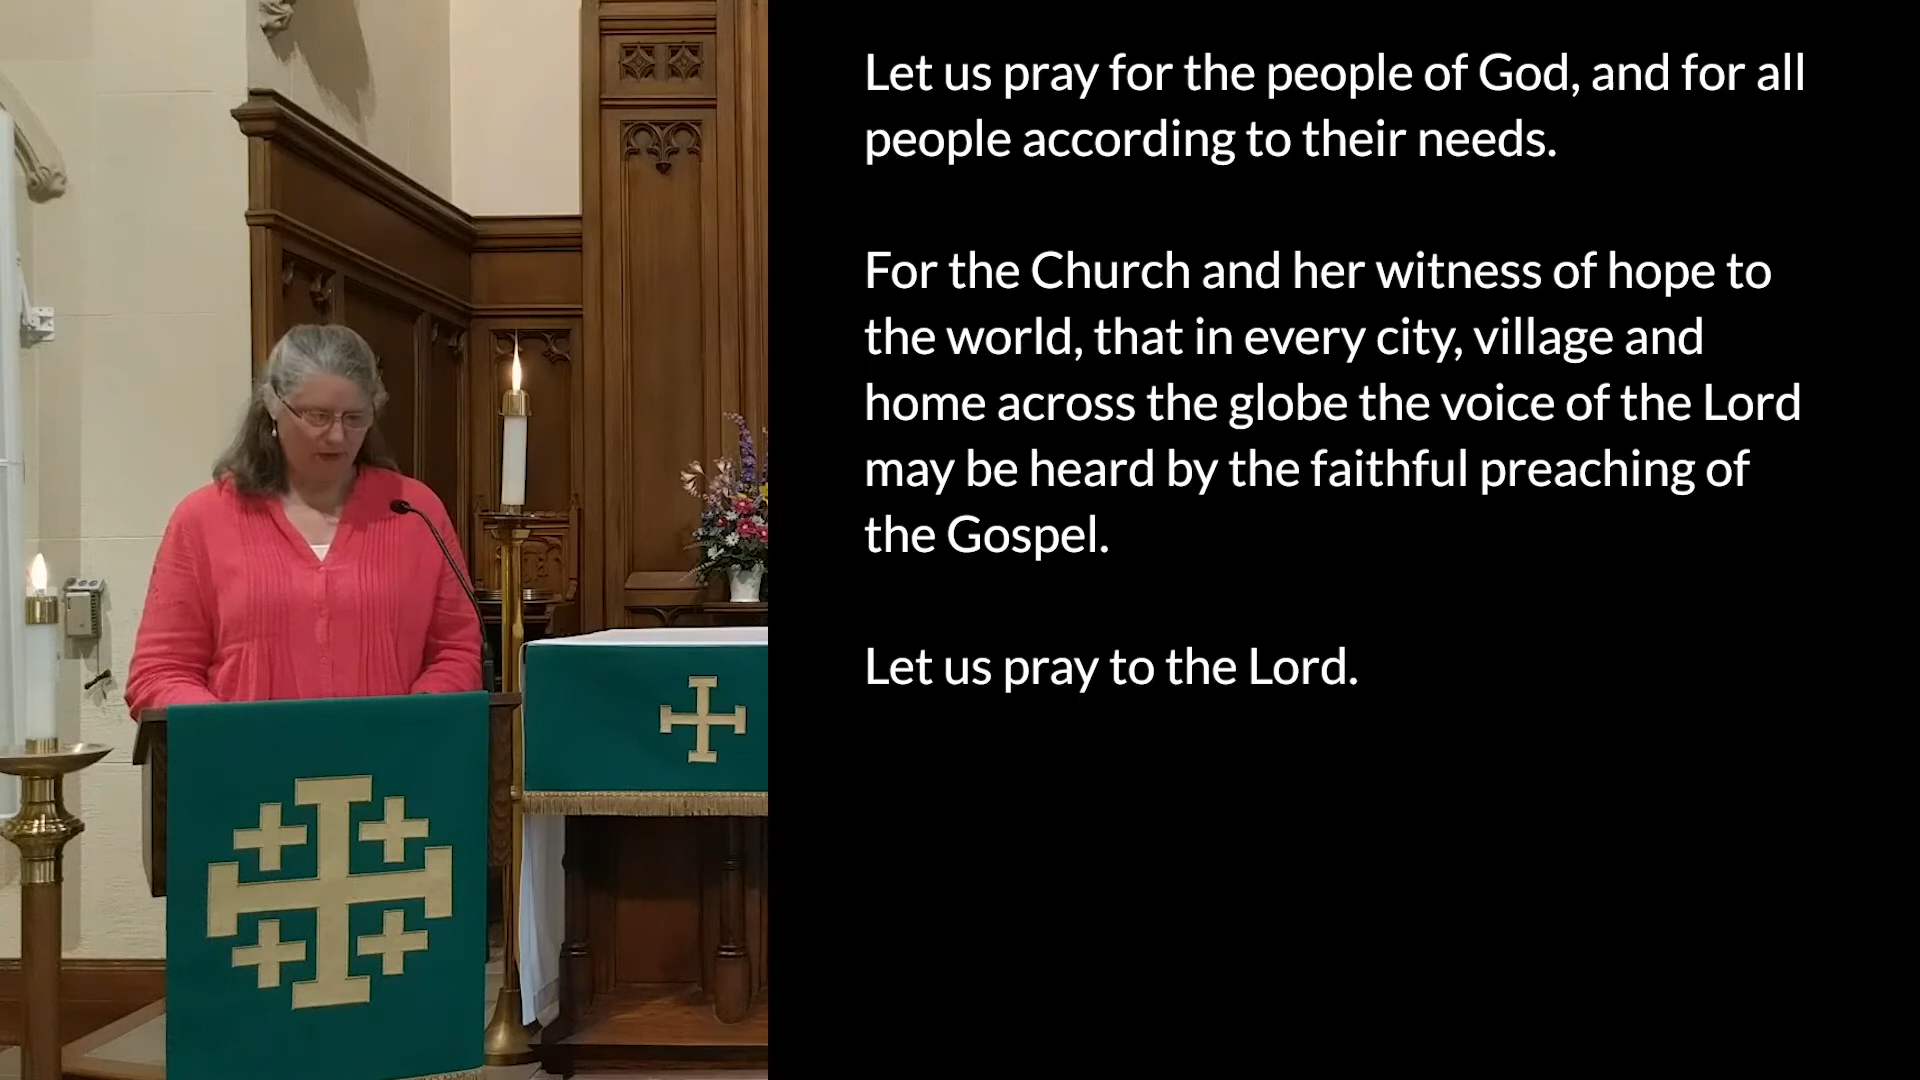 Let us pray for the people of God, and for all
people according to their needs.
For the Church and her witness of hope to
the world, that in every city, village and
home across the globe the voice of the Lord
may be heard by the faithful preaching of
the Gospel.
Let us pray to the Lord.